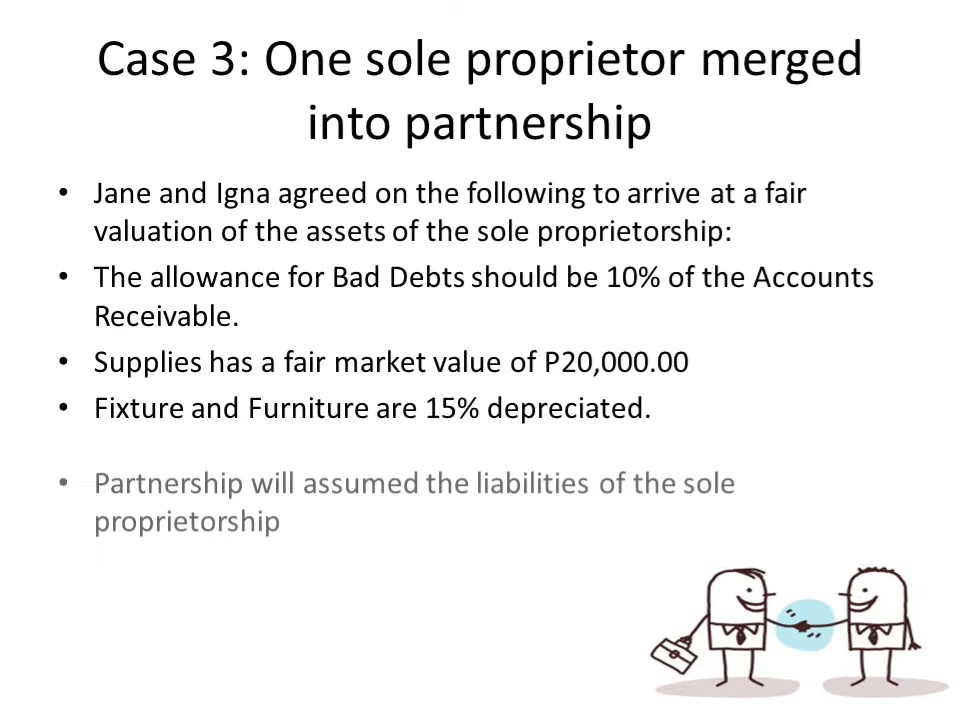 Case 3: One sole proprietor merged
into partnership
• Jane and Igna agreed on the following to arrive at a fair
valuation of the assets of the sole proprietorship:
• The allowance for Bad Debts should be 10% of the Accounts
Receivable.
• Supplies has a fair market value of P20,000.00
• Fixture and Furniture are 15% depreciated.
• Partnership will assumed the liabilities of the sole
proprietorship